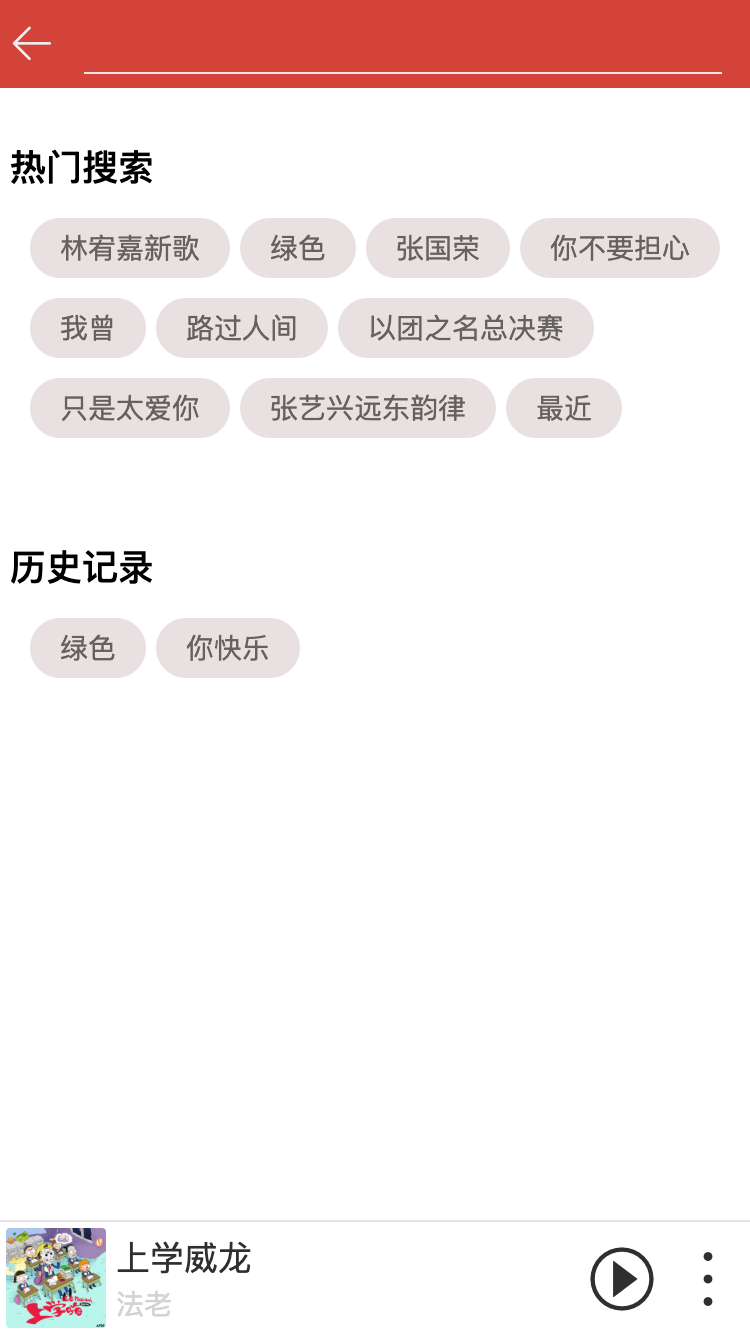 热门搜索
林宥嘉新歌 绿色 张国荣 你不要担心
我曾 路过人间 以团之名总决赛
只是太爱你 张艺兴远东韵律 最近
历史记录
绿色 你快乐
上学威龙
法老